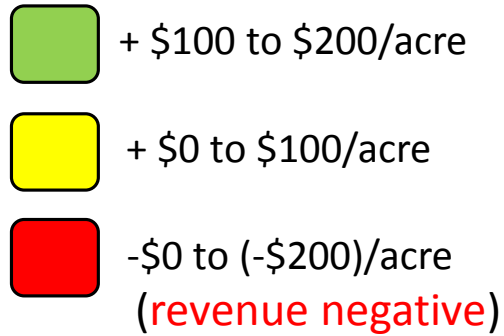 + $100 to $200/acre
+ $0 to $100/acre
-$0 to (-$200)/acre
(revenue negative)